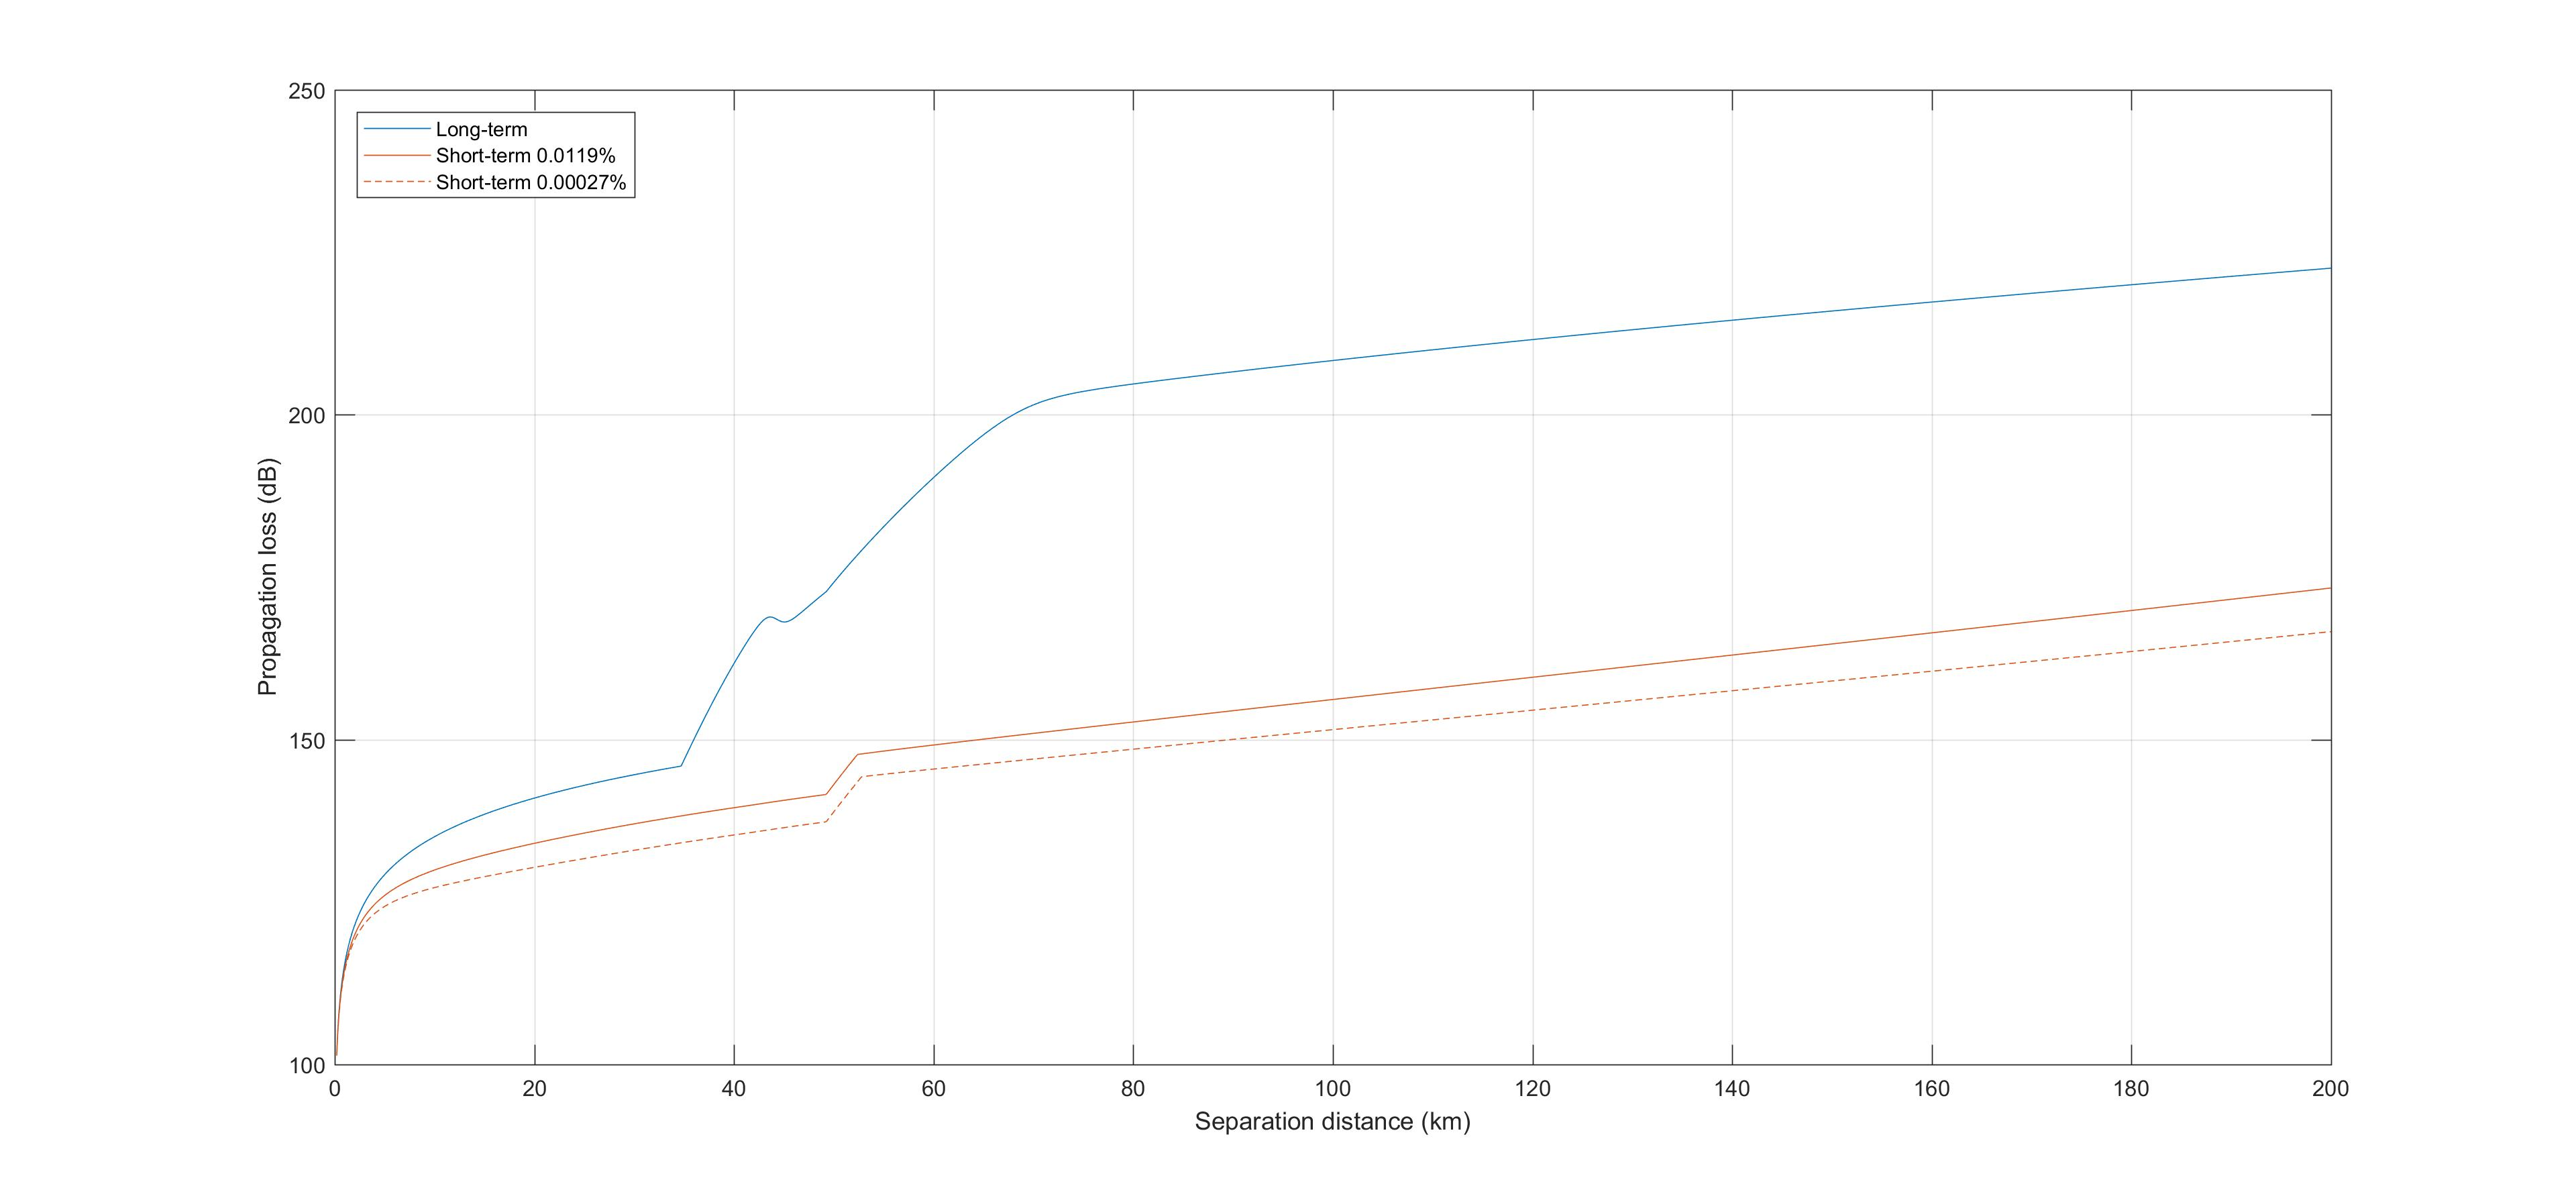 250
200
150
100
Propagation loss (dB)
Long-term
Short-term 0.0119%
Short-term 0.00027%
0 20 40 60 80 100 120 140 160 180 200
Separation distance (km)